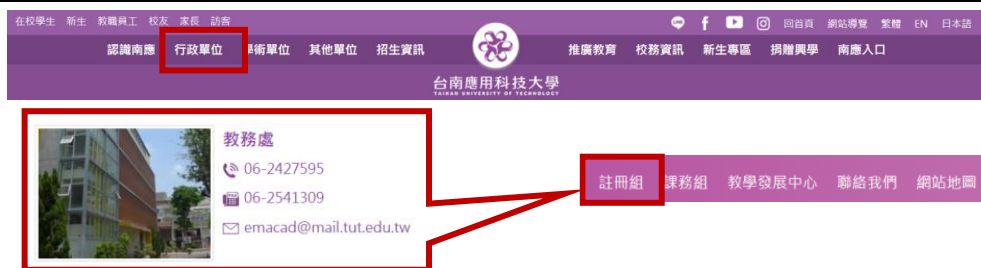 在校學生 新生 教職員工 校友 家長 訪客 回首頁 網站導覽 繁體 EN 日本語
認識南應 行政單位 學術單位 其他單位 招生資訊 推廣教育 校務資訊 新生專區 捐贈興學 南應入口
台南應用科技大學
TAINAN UNIVERSITY OF TECHNOLOGY
教務處
06-2427595
06-2541309
emacad@mail.tut.edu.tw
註冊組 課務組 教學發展中心 聯絡我們 網站地圖